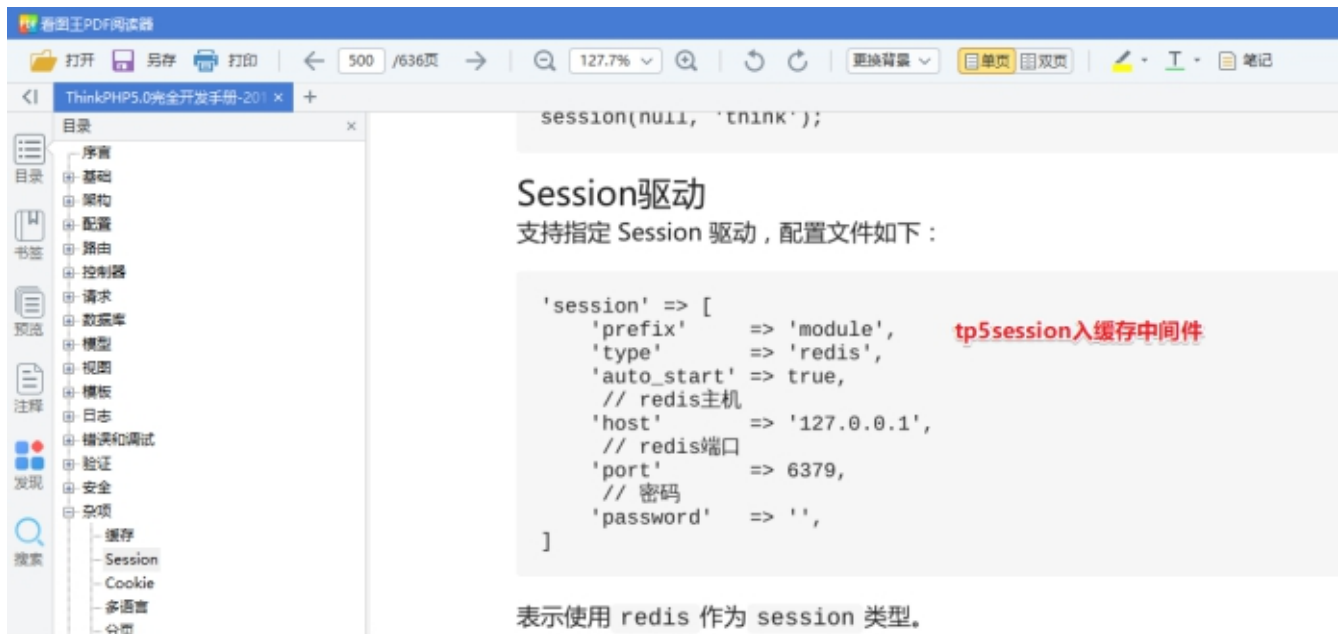 看图王PDF阅读器
打开 另存 打印 500 /636页 127.7% 更换背景 单页 双页 T 笔记
ThinkPHP5.0完全开发手册-201 × +
目录 ×
目录
书签
预览
注释
发现
搜索
序言
基础
架构
配置
路由
控制器
请求
数据库
模型
视图
模板
日志
错误和调试
验证
安全
杂项
缓存
Session
Cookie
多语言
分页
session(null, 'think');
Session驱动
支持指定 Session 驱动，配置文件如下：
'session' => [
'prefix' => 'module',
'type' => 'redis',
'auto_start' => true,
// redis主机
'host' => '127.0.0.1',
// redis端口
'port' => 6379,
// 密码
'password' => '',
]
tp5session入缓存中间件
表示使用 redis 作为 session 类型。